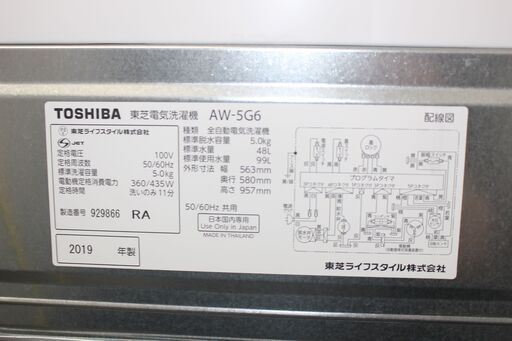 TOSHIBA 東芝電気洗濯機 AW-5G6
配線図
東芝ライフスタイル株式会社
JET
定格電圧 100V
定格周波数 50/60Hz
定格洗濯容量 5.0kg
電動機定格消費電力 360/435W
定格時間 洗いのみ 11分
製造番号 929866 RA
2019 年製
種類 全自動電気洗濯機
標準脱水容量 5.0kg
標準水量 48L
標準使用水量 99L
外形寸法 幅 563mm
奥行 580mm
高さ 957mm
50/60Hz 共用
日本国内専用
Use Only in Japan
MADE IN THAILAND
プログラムタイマ
東芝ライフスタイル株式会社